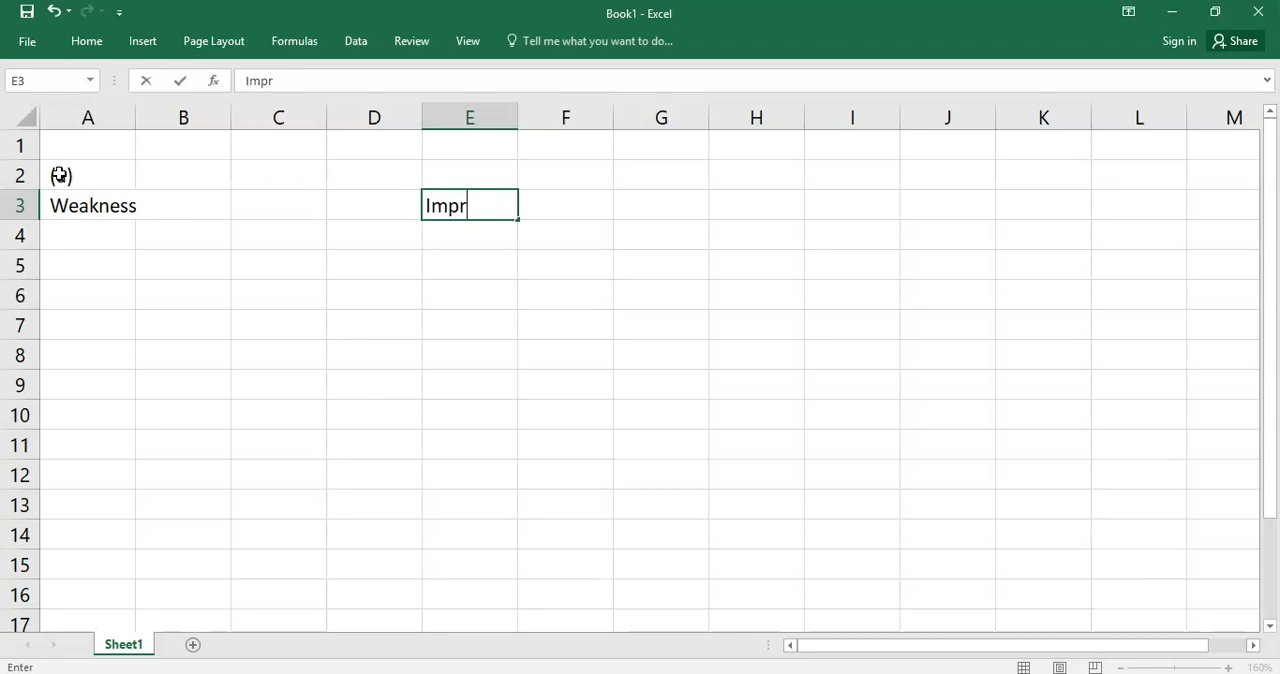 Book1 - Excel
File Home Insert Page Layout Formulas Data Review View Tell me what you want to do... Sign in Share
E3 fx Impr
A B C D E F G H I J K L M
1
2
3 Weakness Impr
4
5
6
7
8
9
10
11
12
13
14
15
16
17
Sheet1
Enter 160%